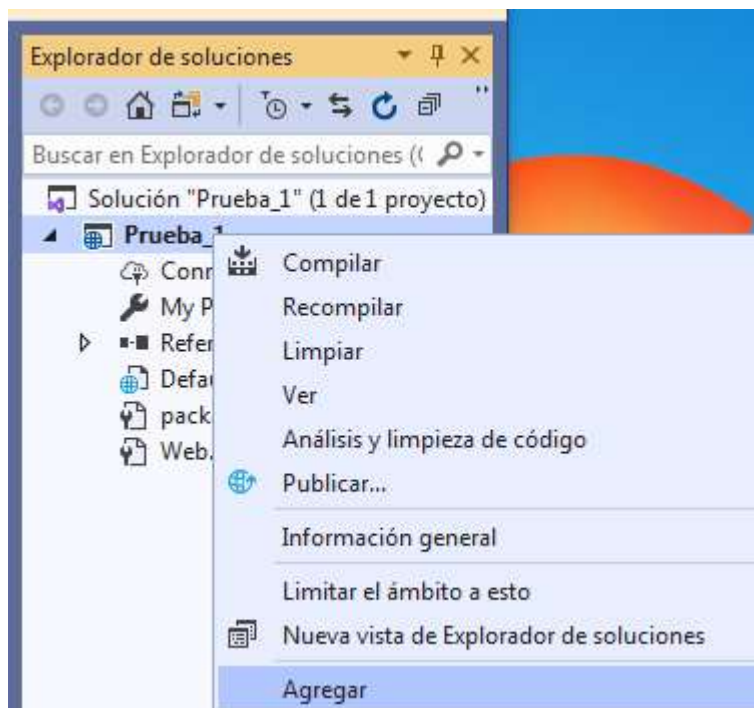 Explorador de soluciones
Buscar en Explorador de soluciones ((
Solución "Prueba_1" (1 de 1 proyecto)
Prueba_1
Conr
My P
Refer
Defau
pack
Web.
Compilar
Recompilar
Limpiar
Ver
Análisis y limpieza de código
Publicar...
Información general
Limitar el ámbito a esto
Nueva vista de Explorador de soluciones
Agregar